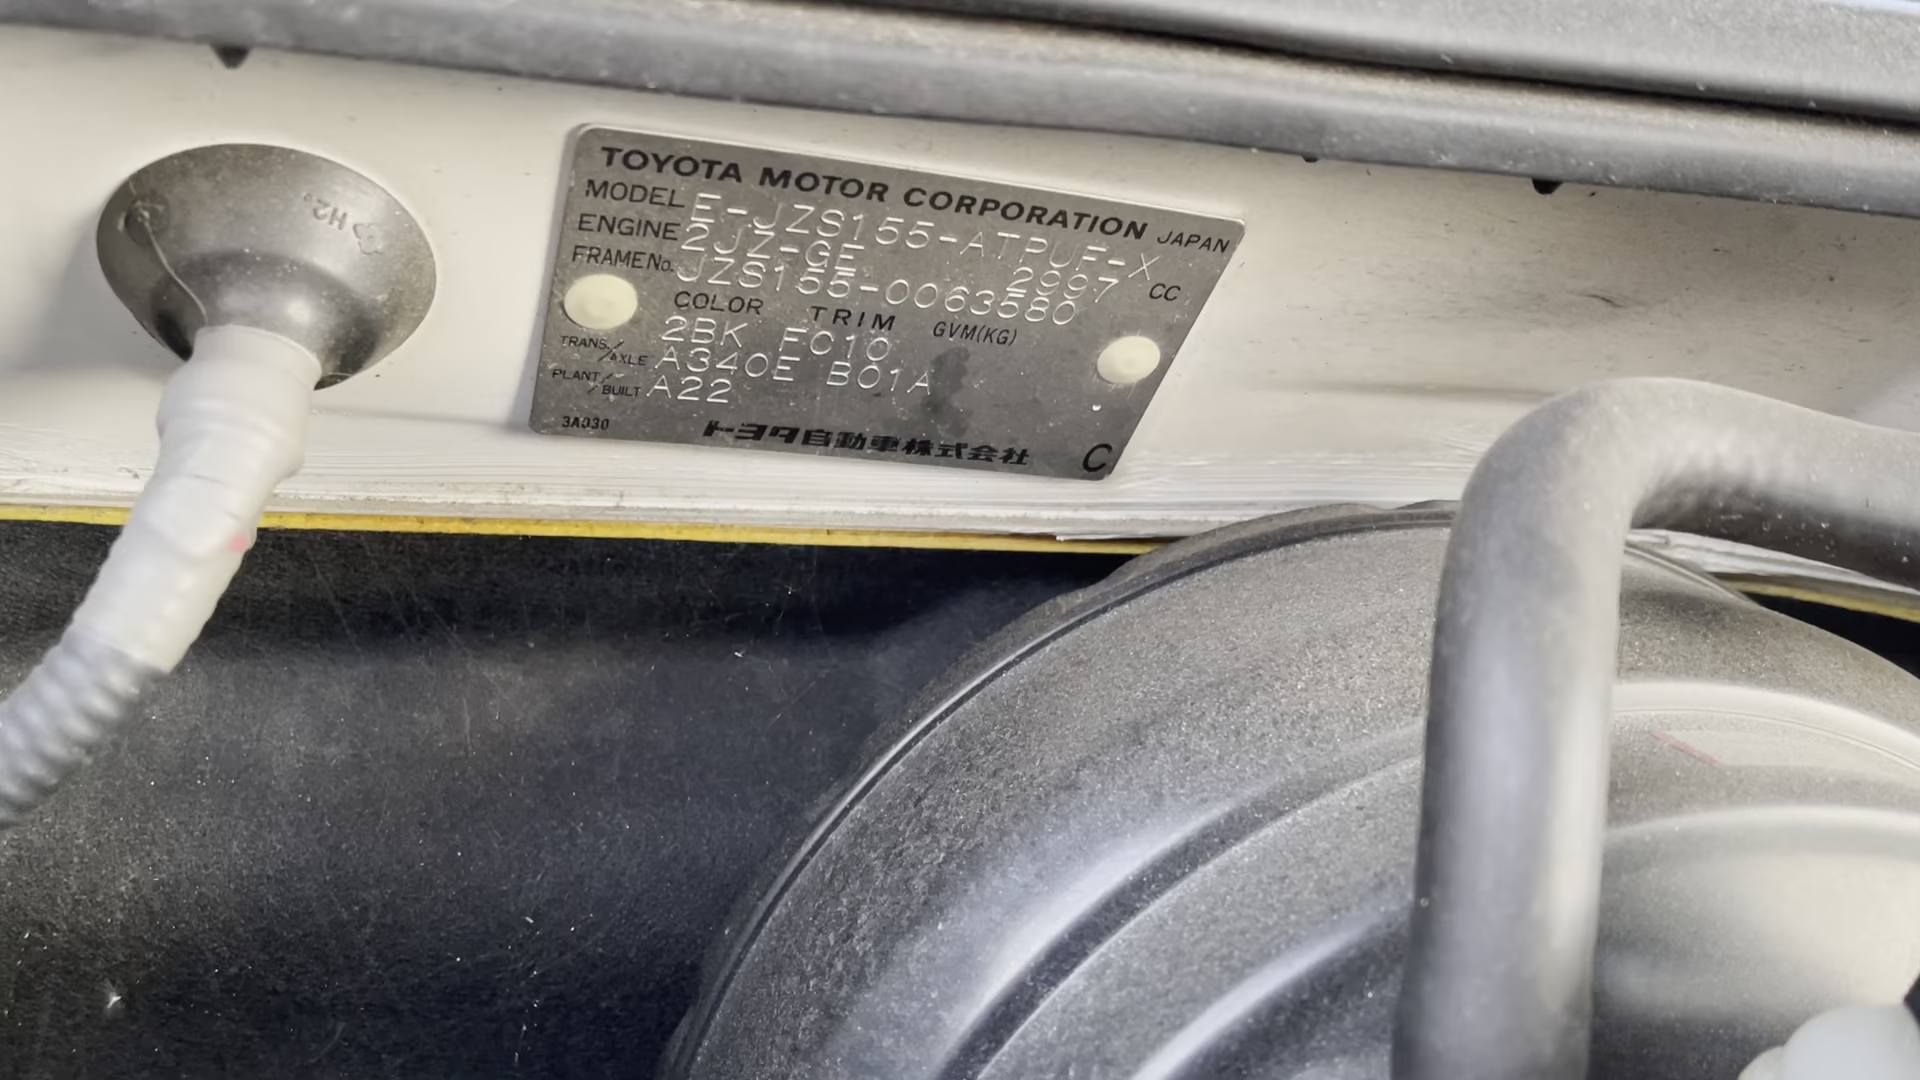 TOYOTA MOTOR CORPORATION JAPAN
MODEL E-JZS155-ATPUF-X
ENGINE 2JZ-GE 2997 CC
FRAME No. JZS155-0063580
COLOR TRIM GVM(KG)
2BK FC10
TRANS./AXLE A340E B01A
PLANT/BUILT A22
3A030 トヨタ自動車株式会社 C
H2